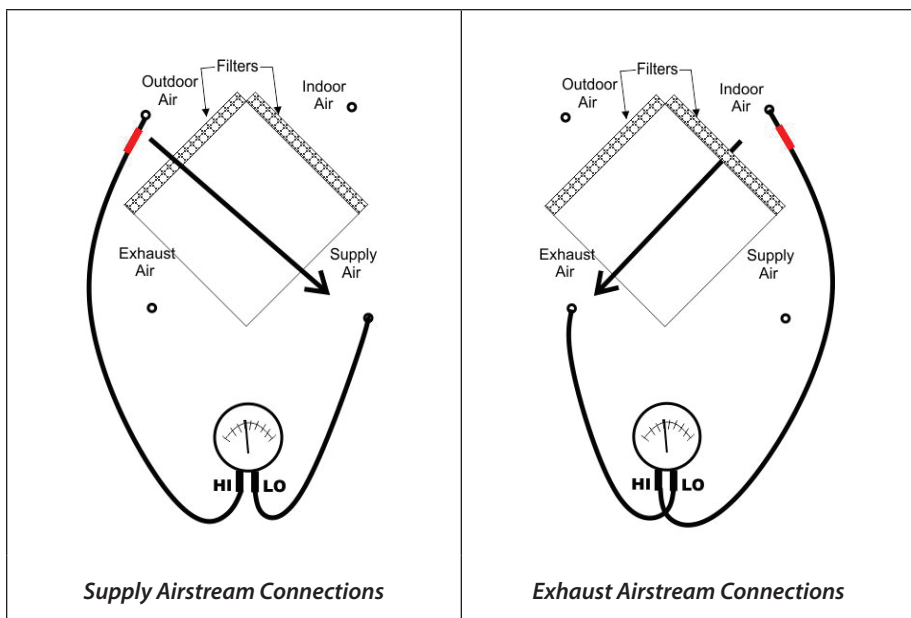 Filters
Outdoor
Air
Indoor
Air
Exhaust
Air
Supply
Air
HI LO
Supply Airstream Connections
Filters
Outdoor
Air
Indoor
Air
Exhaust
Air
Supply
Air
HI LO
Exhaust Airstream Connections